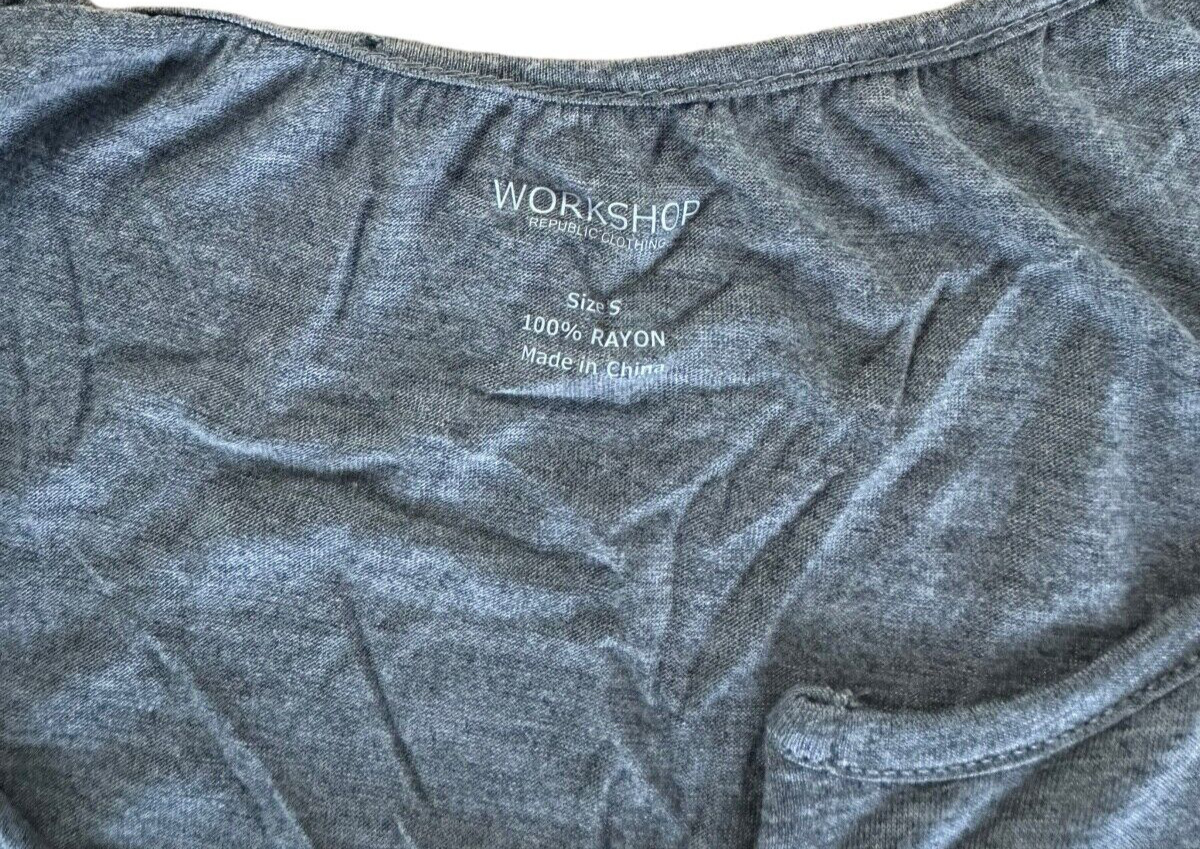 WORKSHOP
REPUBLIC CLOTHING
Size S
100% RAYON
Made in China